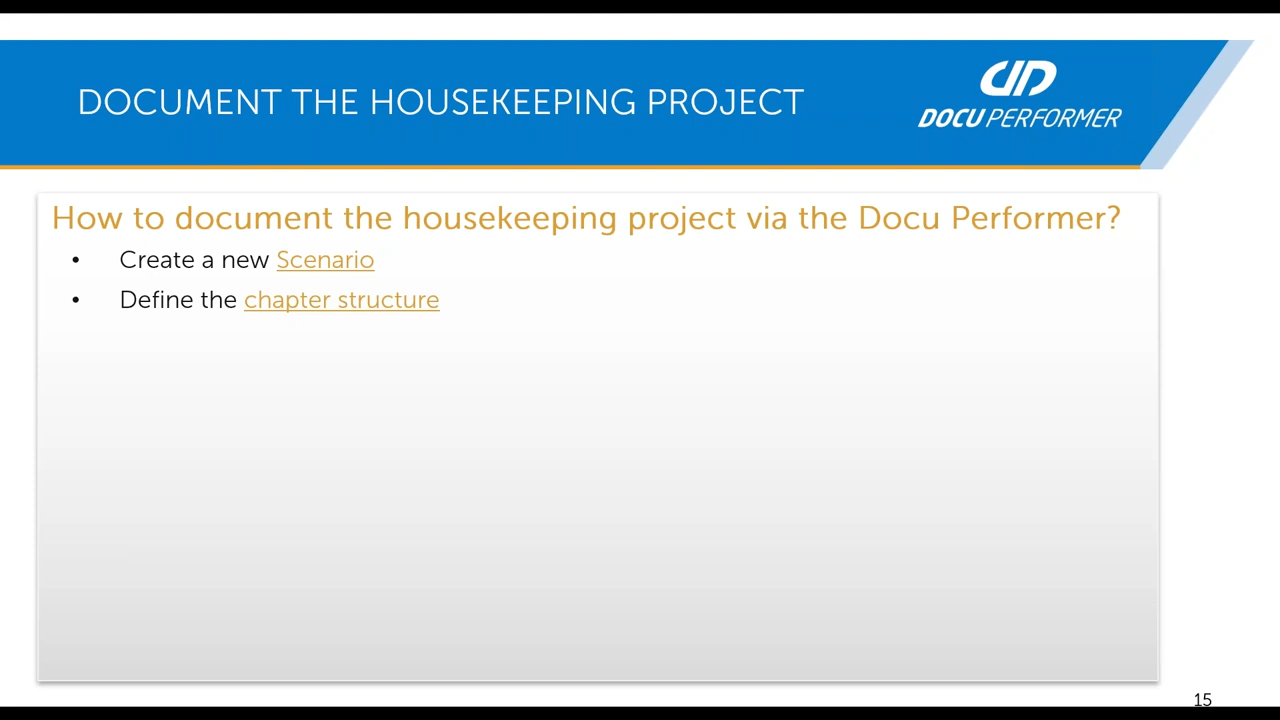 DOCUMENT THE HOUSEKEEPING PROJECT
DOCU PERFORMER
How to document the housekeeping project via the Docu Performer?
• Create a new Scenario
• Define the chapter structure
15